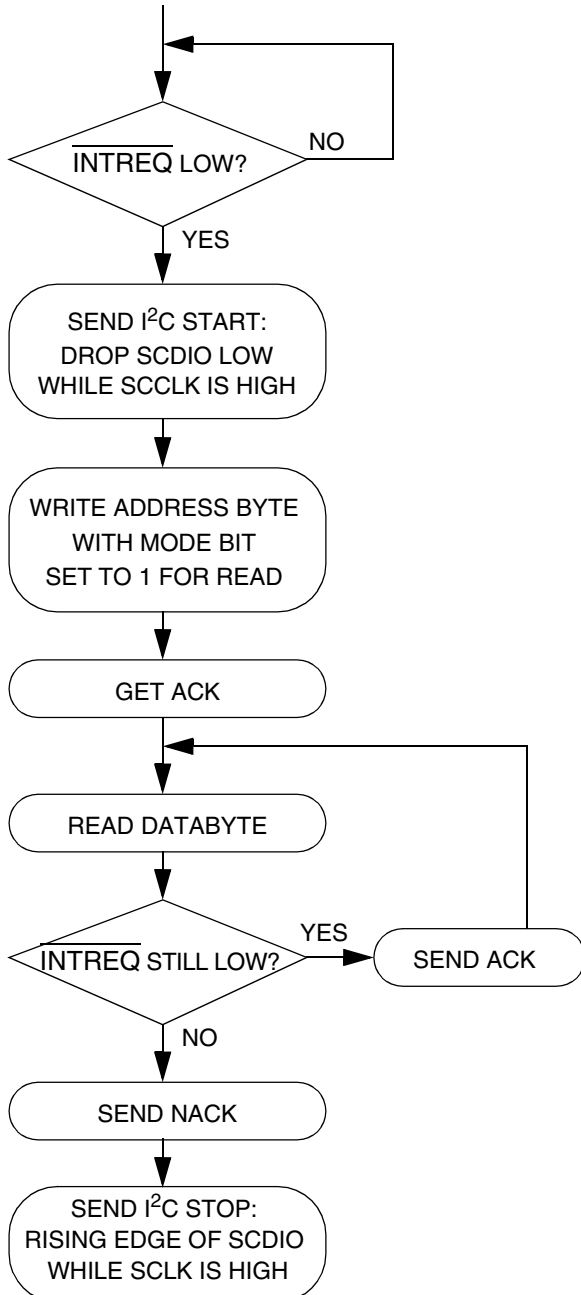 INTREQ LOW?
NO
YES
SEND I²C START:
DROP SCDIO LOW
WHILE SCCLK IS HIGH
WRITE ADDRESS BYTE
WITH MODE BIT
SET TO 1 FOR READ
GET ACK
READ DATABYTE
INTREQ STILL LOW?
YES
SEND ACK
NO
SEND NACK
SEND I²C STOP:
RISING EDGE OF SCDIO
WHILE SCLK IS HIGH